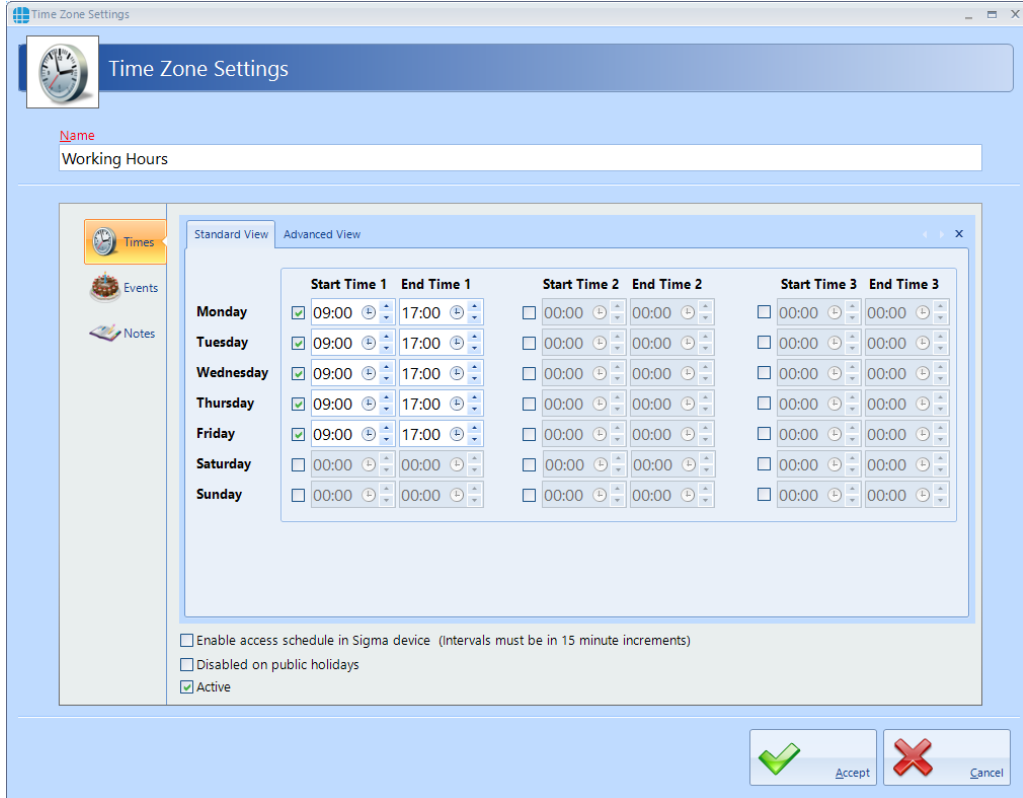 Time Zone Settings
Time Zone Settings
Name
Working Hours
Times
Events
Notes
Standard View Advanced View
Start Time 1 End Time 1 Start Time 2 End Time 2 Start Time 3 End Time 3
Monday 09:00 17:00 00:00 00:00 00:00 00:00
Tuesday 09:00 17:00 00:00 00:00 00:00 00:00
Wednesday 09:00 17:00 00:00 00:00 00:00 00:00
Thursday 09:00 17:00 00:00 00:00 00:00 00:00
Friday 09:00 17:00 00:00 00:00 00:00 00:00
Saturday 00:00 00:00 00:00 00:00 00:00 00:00
Sunday 00:00 00:00 00:00 00:00 00:00 00:00
Enable access schedule in Sigma device (Intervals must be in 15 minute increments)
Disabled on public holidays
Active
Accept Cancel